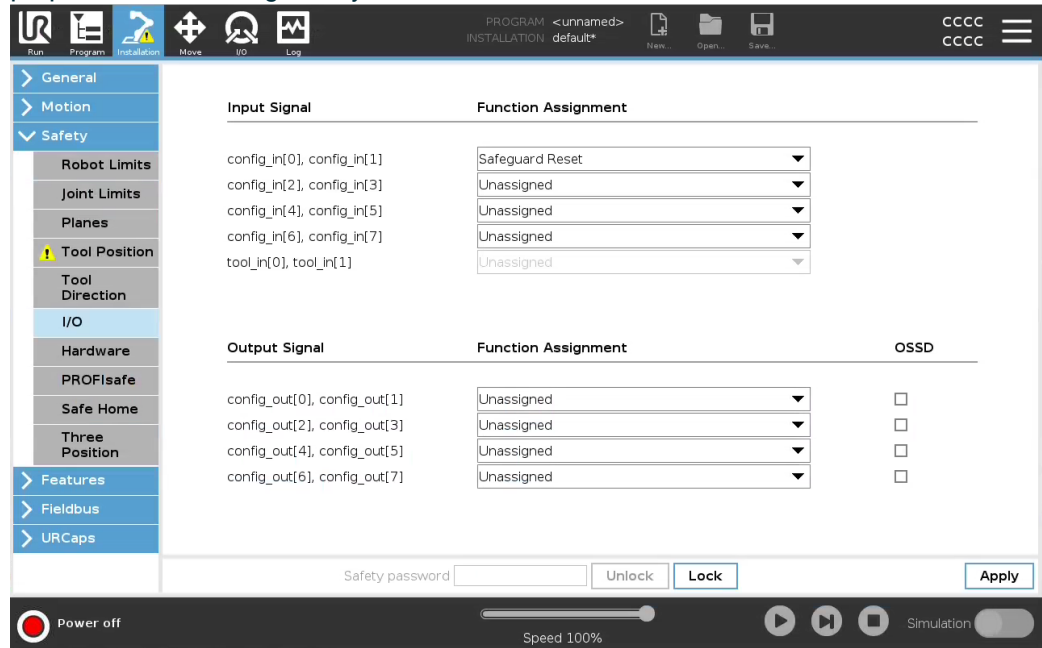 PROGRAM <unnamed>
INSTALLATION default*
CCCC
CCCC
Run
Program
Installation
Move
I/O
Log
New...
Open...
Save...
General
Motion
Safety
Robot Limits
Joint Limits
Planes
Tool Position
Tool
Direction
I/O
Hardware
PROFIsafe
Safe Home
Three
Position
Features
Fieldbus
URCaps
Input Signal Function Assignment
config_in[0], config_in[1] Safeguard Reset
config_in[2], config_in[3] Unassigned
config_in[4], config_in[5] Unassigned
config_in[6], config_in[7] Unassigned
tool_in[0], tool_in[1] Unassigned
Output Signal Function Assignment OSSD
config_out[0], config_out[1] Unassigned
config_out[2], config_out[3] Unassigned
config_out[4], config_out[5] Unassigned
config_out[6], config_out[7] Unassigned
Safety password Unlock Lock Apply
Power off
Speed 100%
Simulation